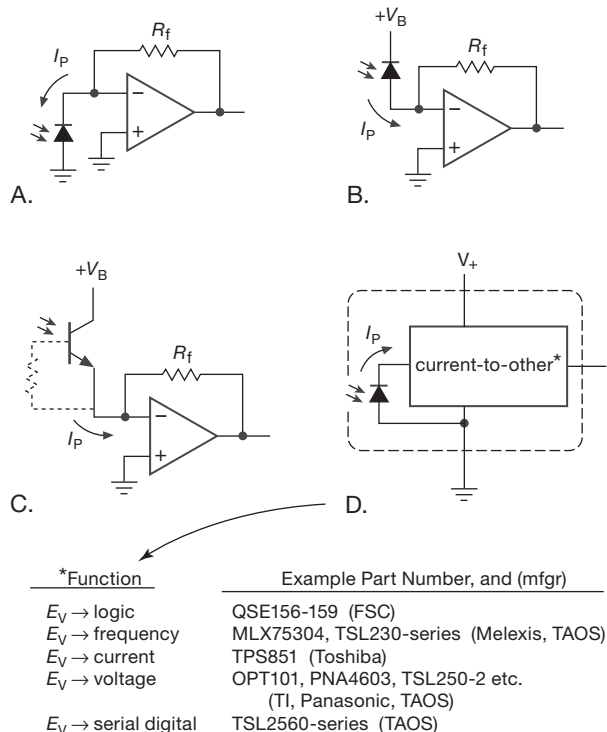 I_P
R_f
−
+
A.
+V_B
R_f
I_P
−
+
B.
+V_B
R_f
I_P
−
+
C.
V_+
I_P
current-to-other*
D.
*Function Example Part Number, and (mfgr)
E_V → logic QSE156-159 (FSC)
E_V → frequency MLX75304, TSL230-series (Melexis, TAOS)
E_V → current TPS851 (Toshiba)
E_V → voltage OPT101, PNA4603, TSL250-2 etc.
(TI, Panasonic, TAOS)
E_V → serial digital TSL2560-series (TAOS)